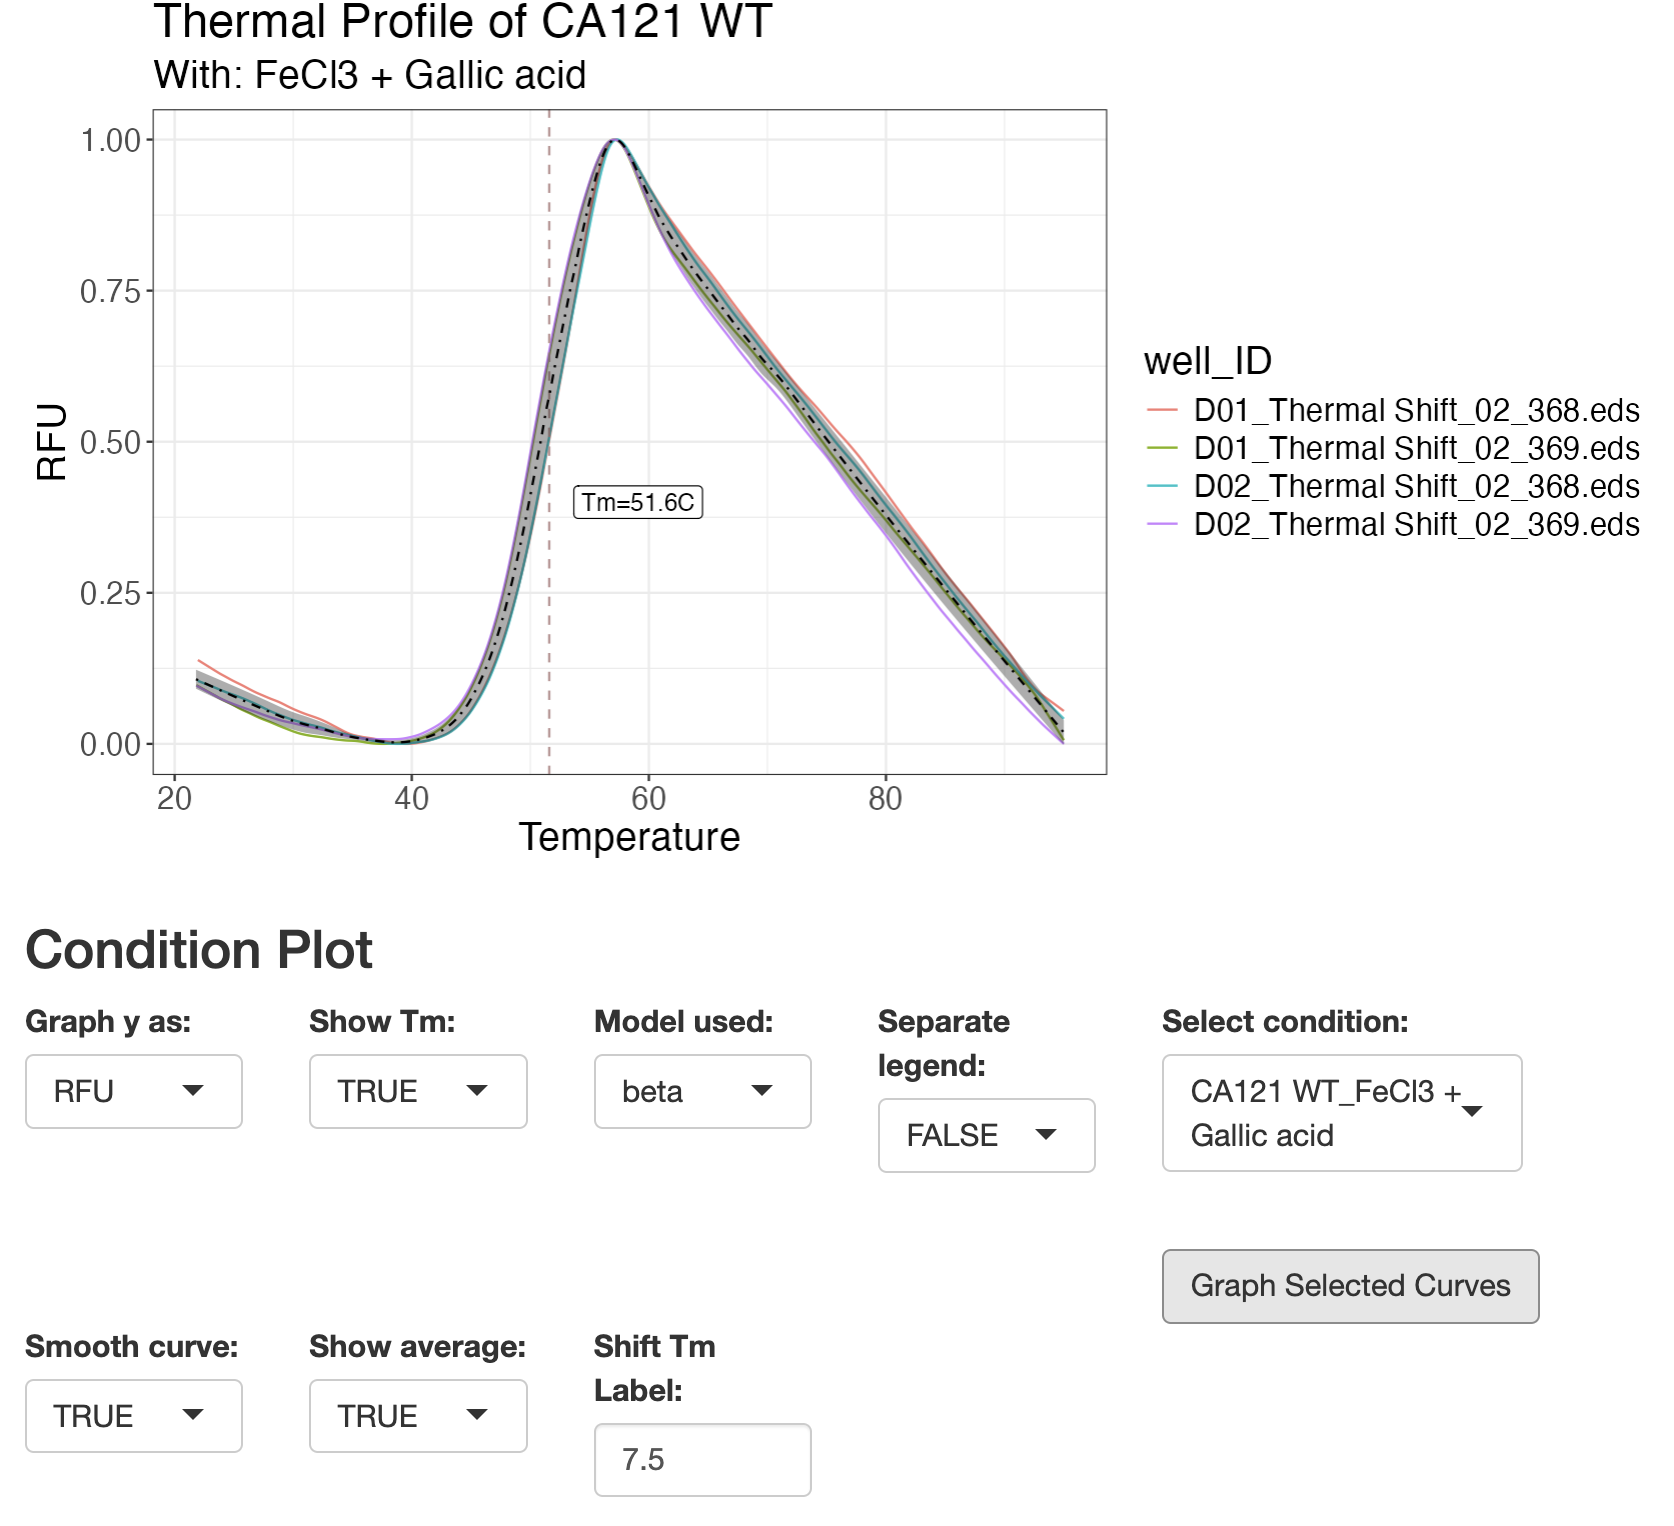 Thermal Profile of CA121 WT
With: FeCl3 + Gallic acid
1.00
0.75
0.50
0.25
0.00
RFU
Tm=51.6C
20 40 60 80
Temperature
well_ID
D01_Thermal Shift_02_368.eds
D01_Thermal Shift_02_369.eds
D02_Thermal Shift_02_368.eds
D02_Thermal Shift_02_369.eds
Condition Plot
Graph y as:
RFU
Show Tm:
TRUE
Model used:
beta
Separate
legend:
FALSE
Select condition:
CA121 WT_FeCl3 +
Gallic acid
Graph Selected Curves
Smooth curve:
TRUE
Show average:
TRUE
Shift Tm
Label:
7.5